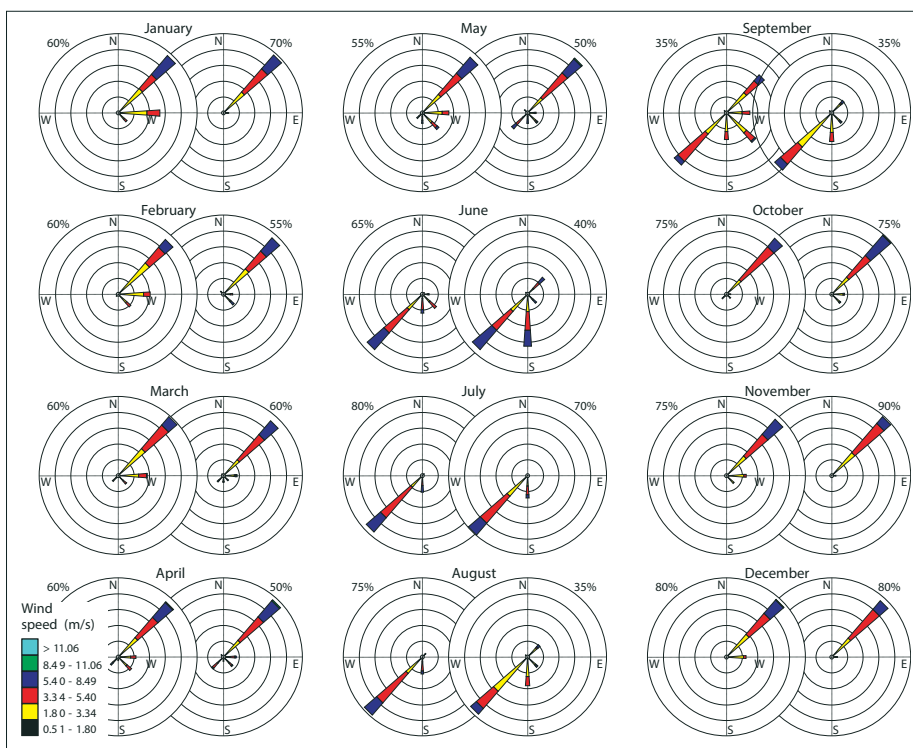 January
60% N 70% N
W W E
S S
May
55% N 50% N
W W E
S S
September
35% N 35% N
W W E
S S
February
60% N 55% N
W W E
S S
June
65% N 40% N
W W E
S S
October
75% N 75% N
W W E
S S
March
60% N 60% N
W W E
S S
July
80% N 70% N
W W E
S S
November
75% N 90% N
W W E
S S
April
60% N 50% N
W E
S S
August
75% N 35% N
W W E
S S
December
80% N 80% N
W W E
S S
Wind
speed (m/s)
> 11.06
8.49 - 11.06
5.40 - 8.49
3.34 - 5.40
1.80 - 3.34
0.51 - 1.80